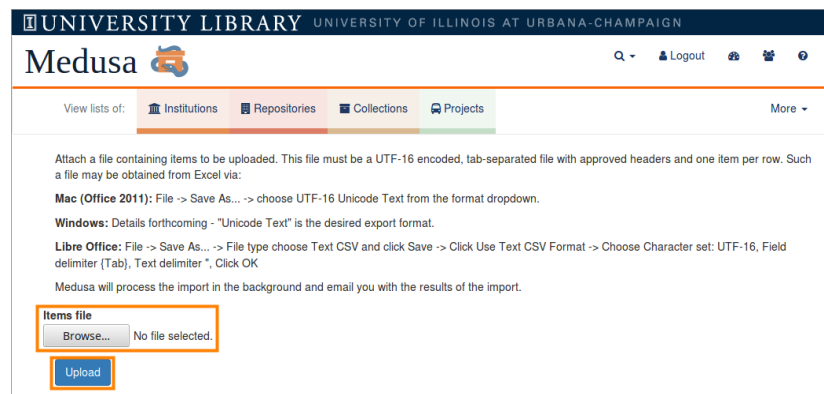 I UNIVERSITY LIBRARY UNIVERSITY OF ILLINOIS AT URBANA-CHAMPAIGN
Medusa
Logout
View lists of: Institutions Repositories Collections Projects More
Attach a file containing items to be uploaded. This file must be a UTF-16 encoded, tab-separated file with approved headers and one item per row. Such
a file may be obtained from Excel via:
Mac (Office 2011): File -> Save As... -> choose UTF-16 Unicode Text from the format dropdown.
Windows: Details forthcoming - "Unicode Text" is the desired export format.
Libre Office: File -> Save As... -> File type choose Text CSV and click Save -> Click Use Text CSV Format -> Choose Character set: UTF-16, Field
delimiter {Tab}, Text delimiter ", Click OK
Medusa will process the import in the background and email you with the results of the import.
Items file
Browse... No file selected.
Upload